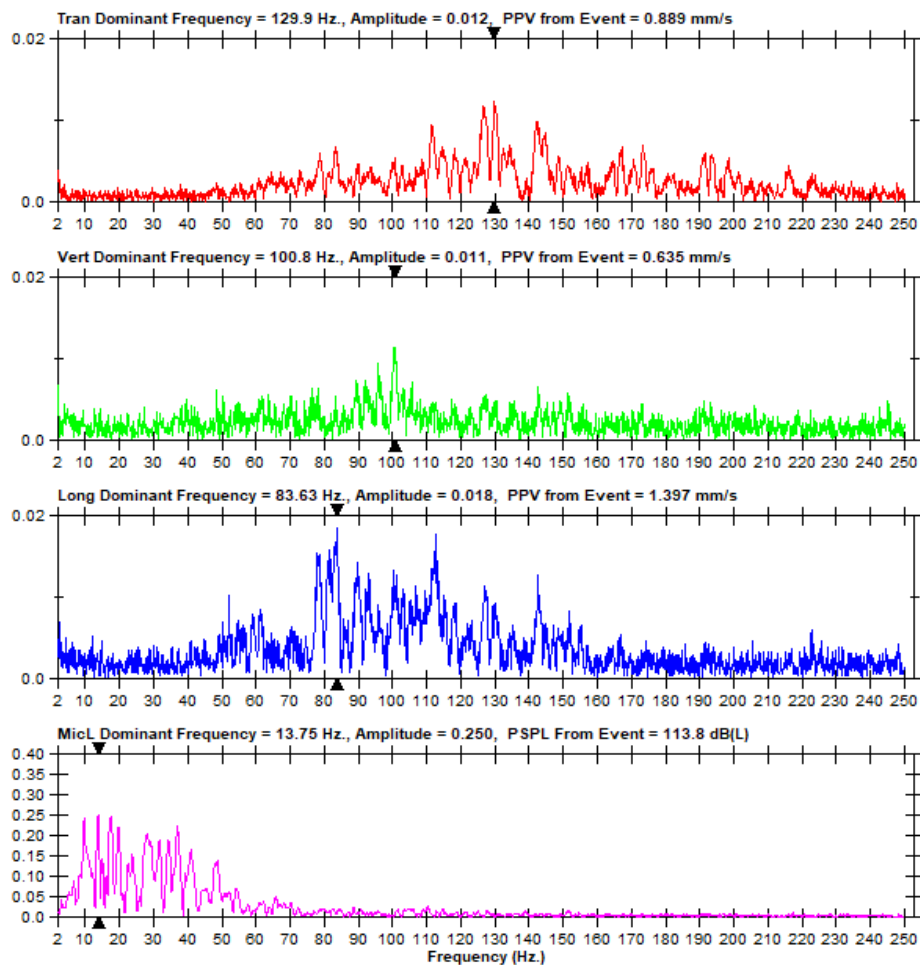 Tran Dominant Frequency = 129.9 Hz., Amplitude = 0.012, PPV from Event = 0.889 mm/s
0.02
0.0
2 10 20 30 40 50 60 70 80 90 100 110 120 130 140 150 160 170 180 190 200 210 220 230 250
Vert Dominant Frequency = 100.8 Hz., Amplitude = 0.011, PPV from Event = 0.635 mm/s
0.02
0.0
2 10 20 30 40 50 60 70 80 90 100 110 120 130 140 150 160 170 180 190 200 210 220 230 250
Long Dominant Frequency = 83.63 Hz., Amplitude = 0.018, PPV from Event = 1.397 mm/s
0.02
0.0
2 10 20 30 40 50 60 70 80 90 100 110 120 130 140 150 160 170 180 190 200 210 220 230 250
MicL Dominant Frequency = 13.75 Hz., Amplitude = 0.250, PSPL From Event = 113.8 dB(L)
0.40
0.35
0.30
0.25
0.20
0.15
0.10
0.05
0.0
2 10 20 30 40 50 60 70 80 90 100 110 120 130 140 150 160 170 180 190 200 210 220 230 250
Frequency (Hz.)